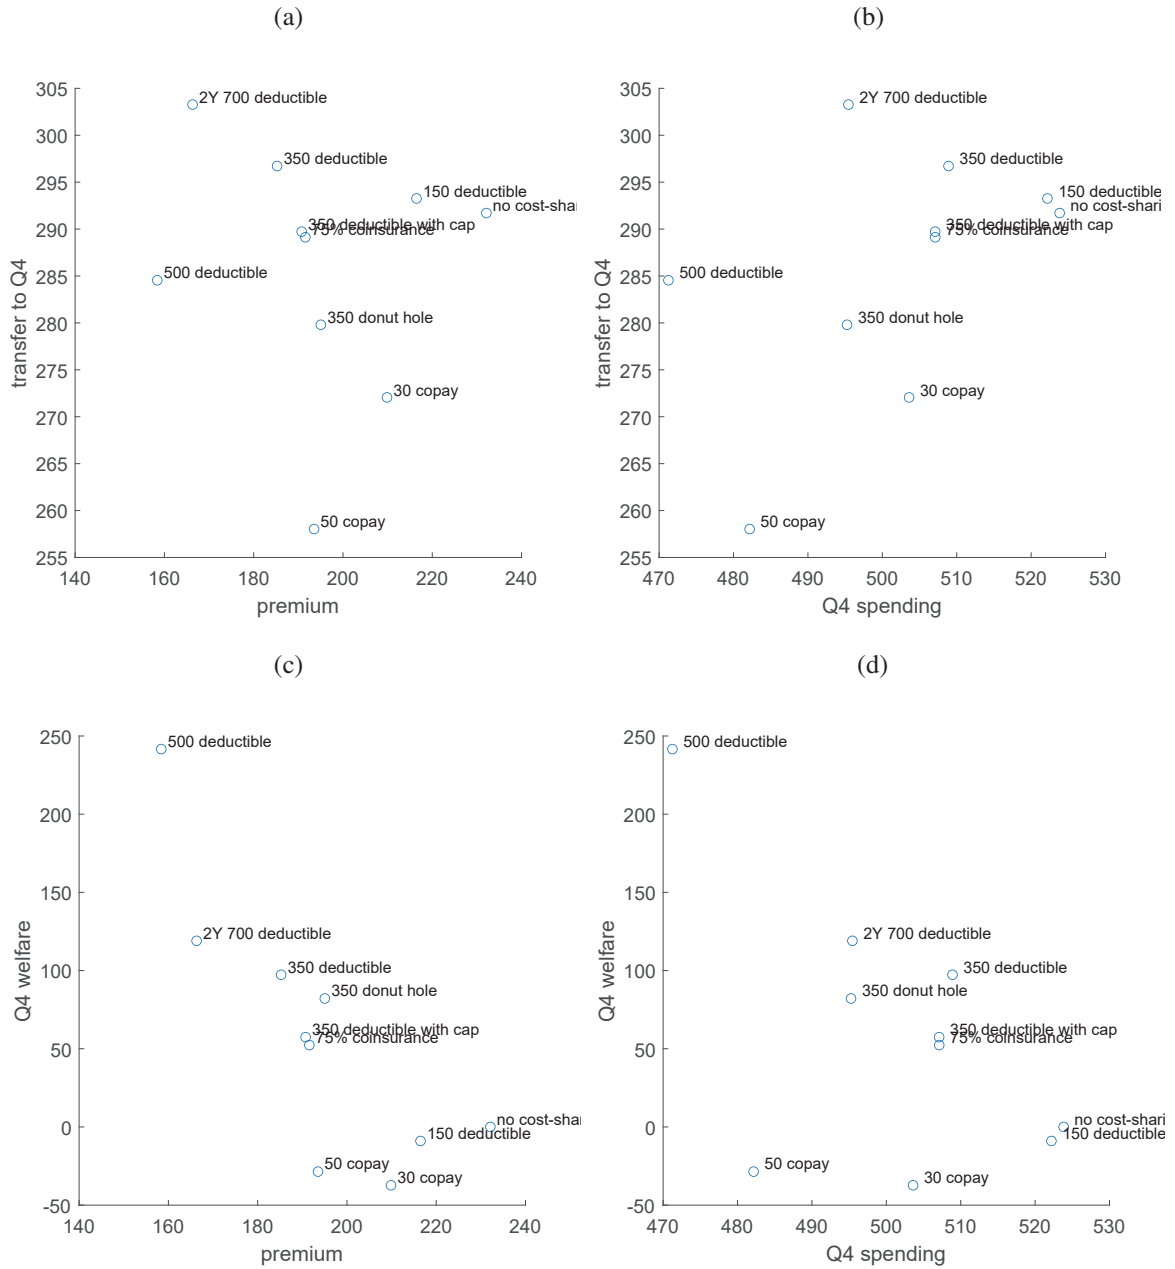 (a)
305
300
295
290
285
280
275
270
265
260
255
transfer to Q4
2Y 700 deductible
350 deductible
150 deductible
no cost-shar
350 deductible with cap
75% coinsurance
500 deductible
350 donut hole
30 copay
50 copay
140 160 180 200 220 240
premium
(b)
305
300
295
290
285
280
275
270
265
260
255
transfer to Q4
2Y 700 deductible
350 deductible
150 deductible
no cost-shari
350 deductible with cap
75% coinsurance
500 deductible
350 donut hole
30 copay
50 copay
470 480 490 500 510 520 530
Q4 spending
(c)
250
200
150
100
50
0
-50
Q4 welfare
500 deductible
2Y 700 deductible
350 deductible
350 donut hole
350 deductible with cap
75% coinsurance
no cost-shar
150 deductible
50 copay
30 copay
140 160 180 200 220 240
premium
(d)
250
200
150
100
50
0
-50
Q4 welfare
500 deductible
2Y 700 deductible
350 deductible
350 donut hole
350 deductible with cap
75% coinsurance
no cost-shari
150 deductible
50 copay
30 copay
470 480 490 500 510 520 530
Q4 spending